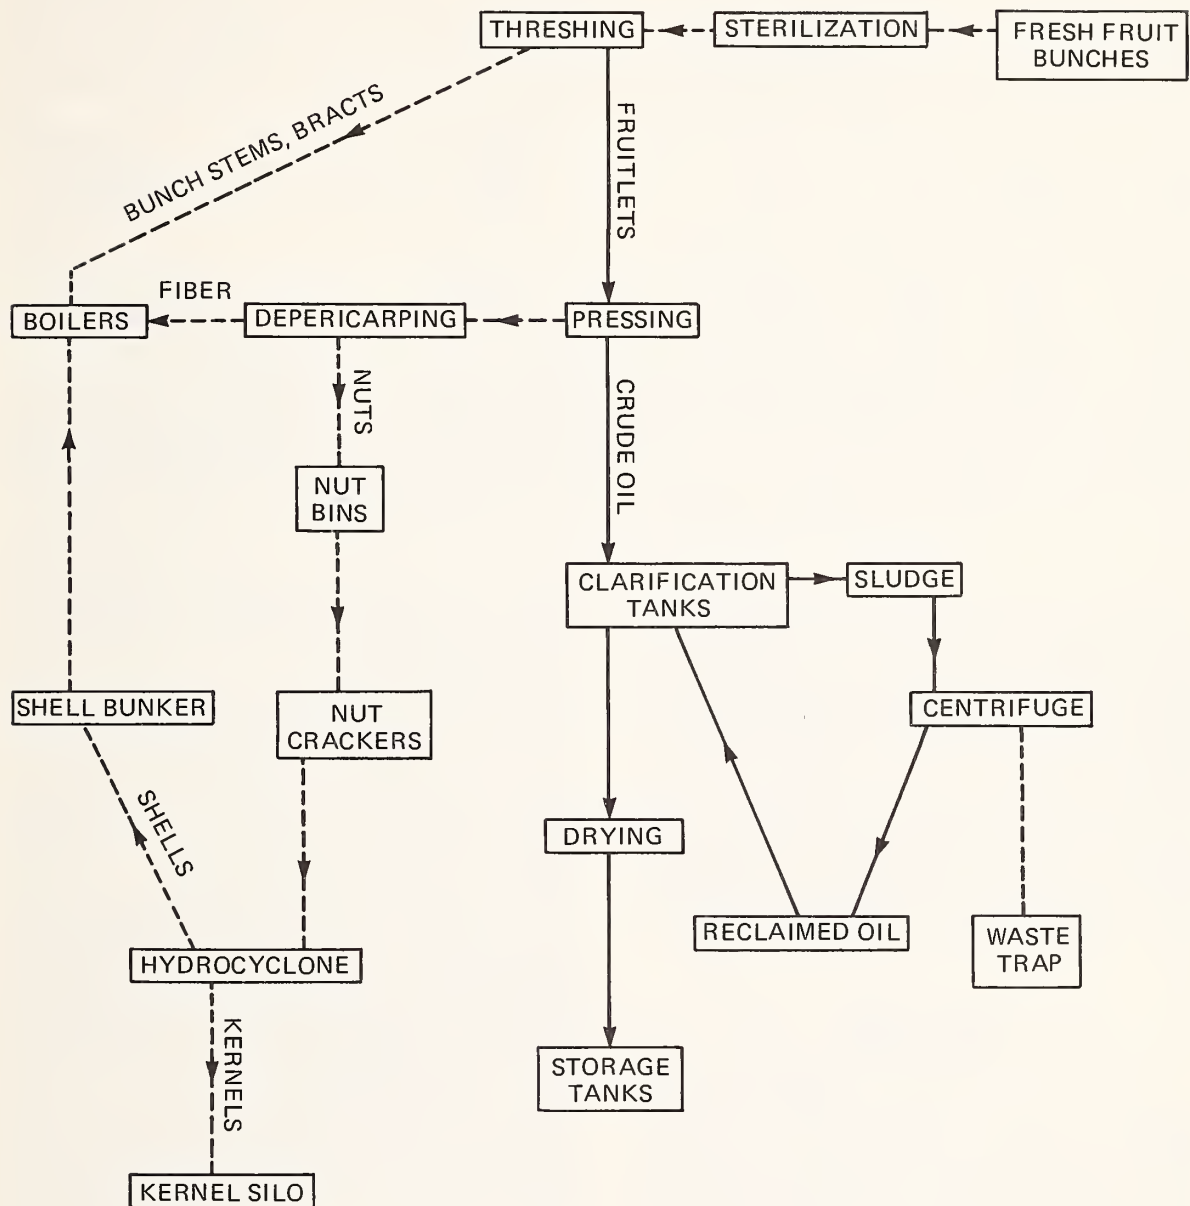 THRESHING
STERILIZATION
FRESH FRUIT
BUNCHES
BUNCH STEMS, BRACTS
FRUITLETS
BOILERS
FIBER
DEPERICARPING
PRESSING
NUTS
CRUDE OIL
NUT
BINS
CLARIFICATION
TANKS
SLUDGE
SHELL BUNKER
NUT
CRACKERS
CENTRIFUGE
SHELLS
DRYING
RECLAIMED OIL
WASTE
TRAP
HYDROCYCLONE
KERNELS
STORAGE
TANKS
KERNEL SILO